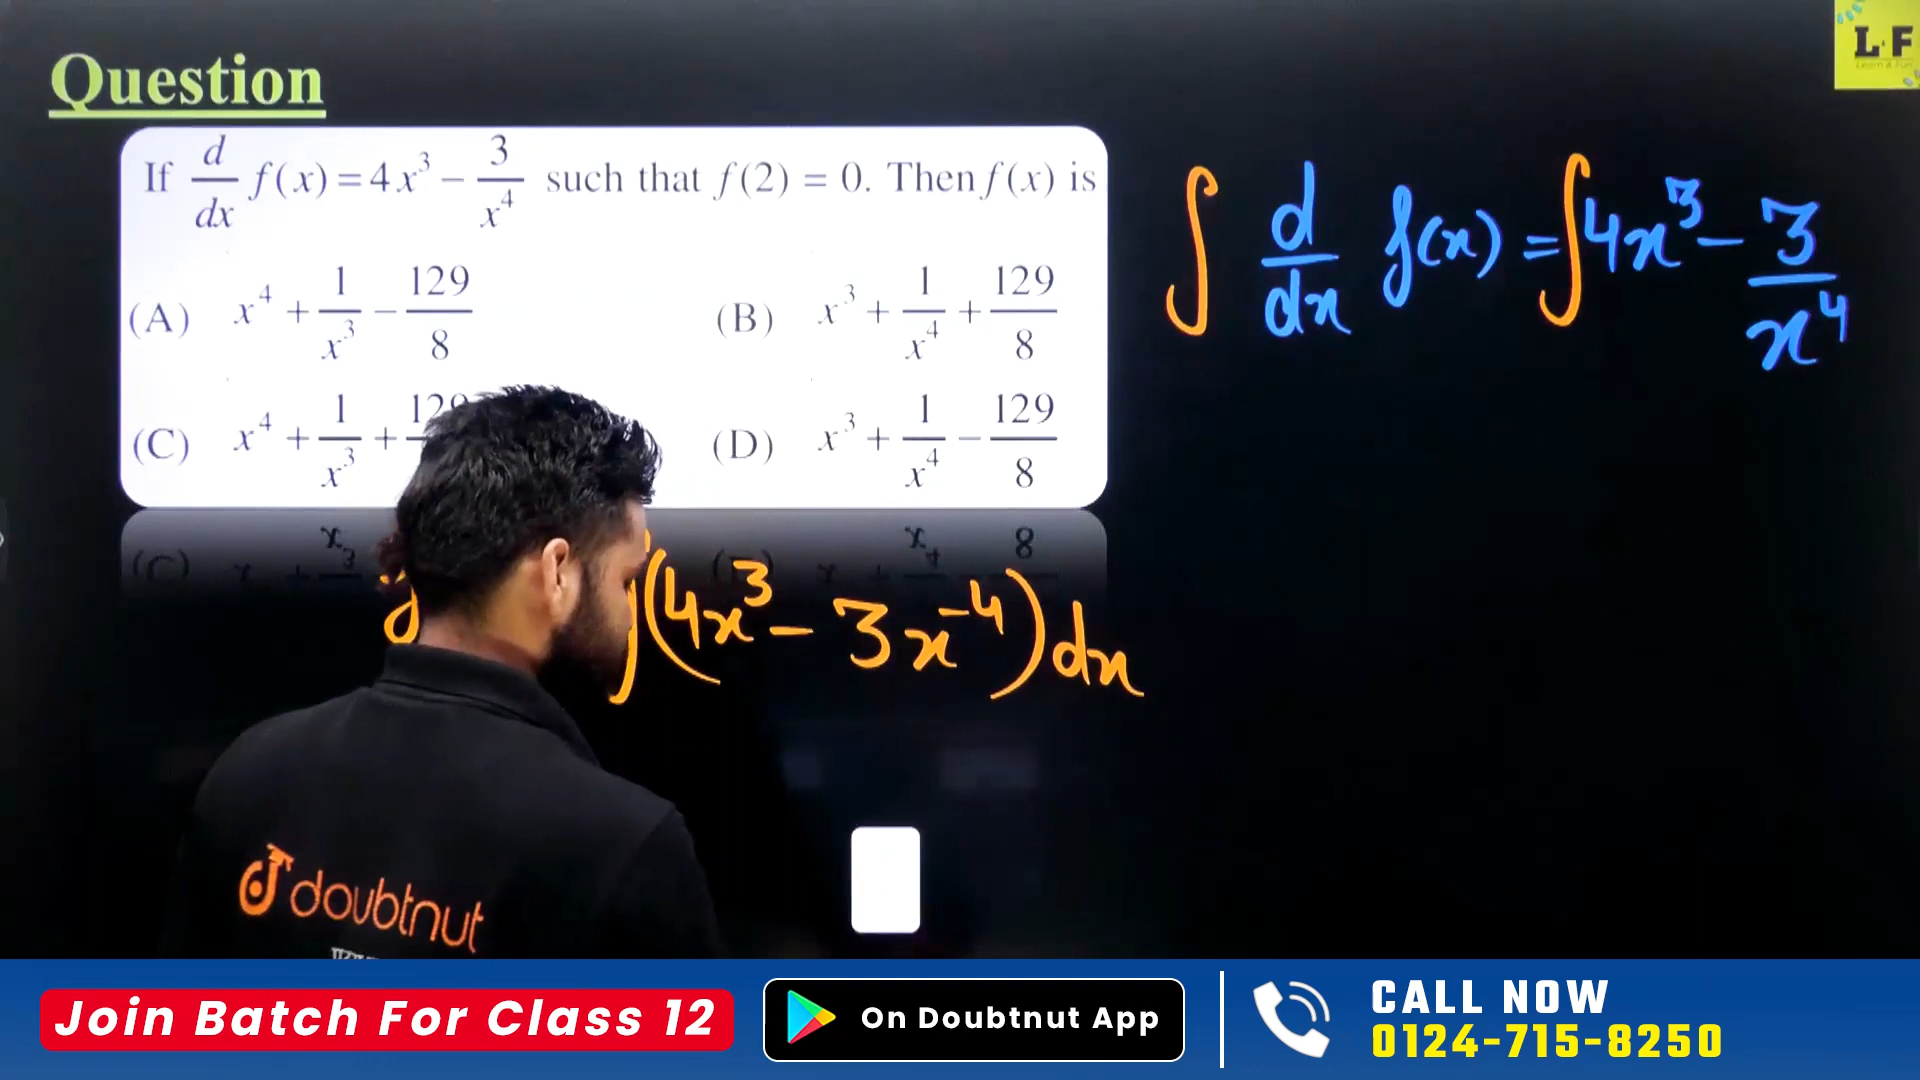 Question
L·F
Learn & Fun
If d/dx f(x) = 4x³ − 3/x⁴ such that f(2) = 0. Then f(x) is
(A) x⁴ + 1/x³ − 129/8
(B) x³ + 1/x⁴ + 129/8
(C) x⁴ + 1/x³ +
(D) x³ + 1/x⁴ − 129/8
∫ d/dx f(x) = ∫ 4x³ − 3/x⁴
∫(4x³ − 3x⁻⁴) dx
doubtnut
Join Batch For Class 12
On Doubtnut App
CALL NOW
0124-715-8250